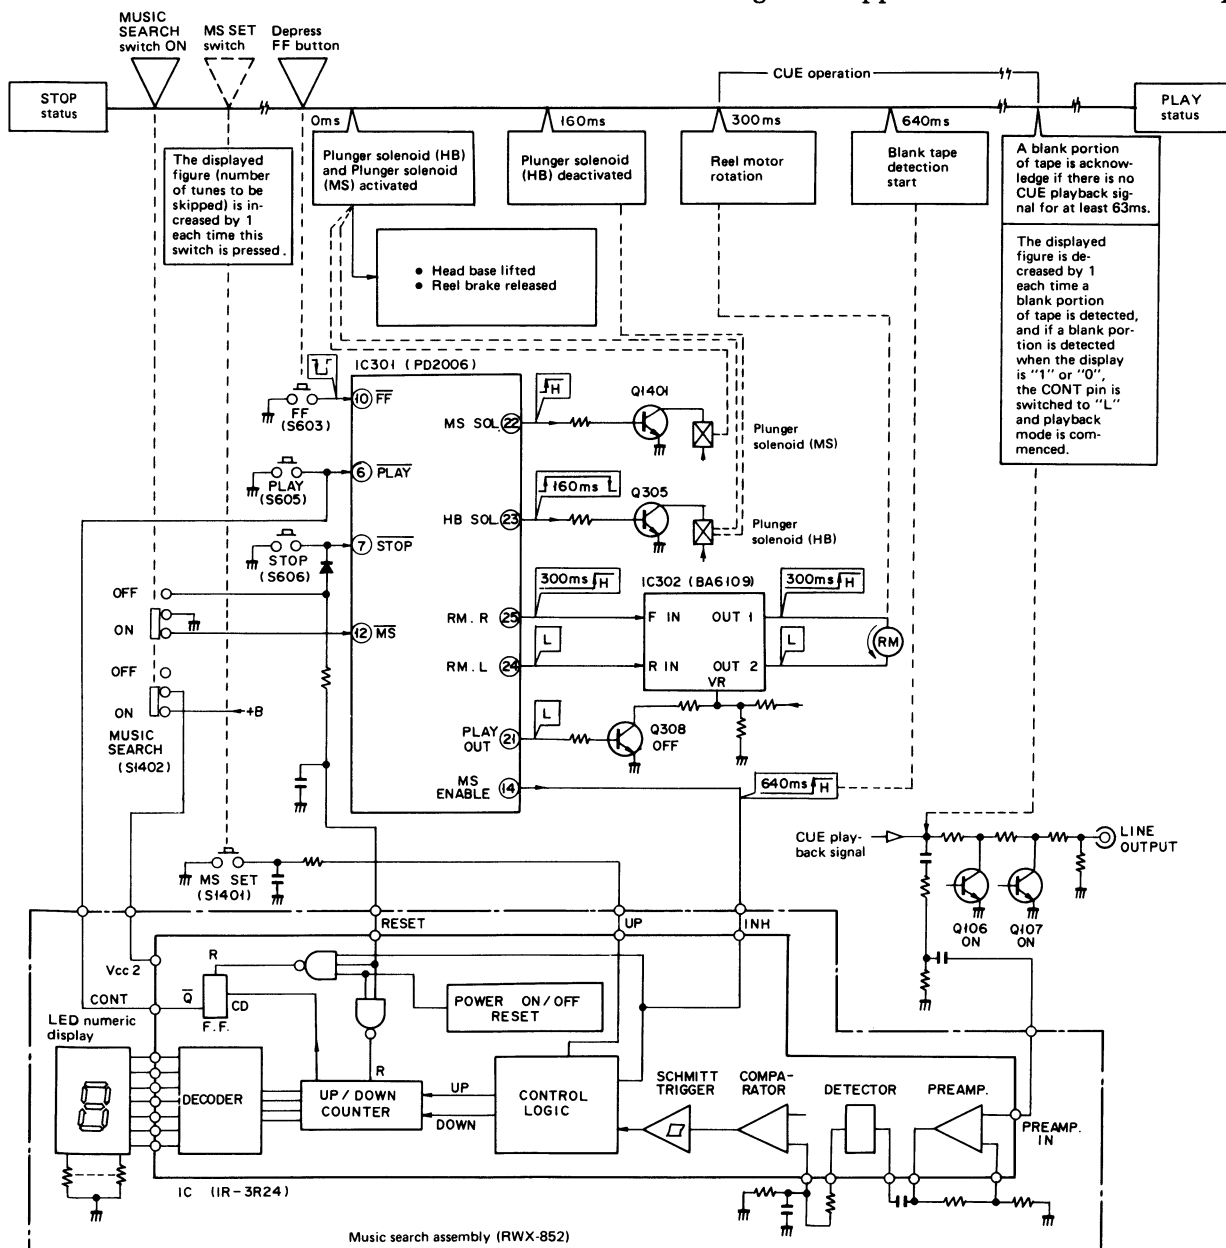 MUSIC
SEARCH
switch ON
MS SET
switch
Depress
FF button
CUE operation
STOP
status
0ms
160ms
300ms
640ms
PLAY
status
The displayed
figure (number
of tunes to be
skipped) is in-
creased by 1
each time this
switch is pressed.
Plunger solenoid (HB)
and Plunger solenoid
(MS) activated
Plunger solenoid
(HB) deactivated
Reel motor
rotation
Blank tape
detection
start
A blank portion
of tape is acknow-
ledge if there is no
CUE playback sig-
nal for at least 63ms.
The displayed
figure is de-
creased by 1
each time a
blank portion
of tape is detected,
and if a blank por-
tion is detected
when the display
is "1" or "0",
the CONT pin is
switched to "L"
and playback
mode is com-
menced.
● Head base lifted
● Reel brake released
IC301 (PD2006)
L
10 FF
FF
(S603)
6 PLAY
PLAY
(S605)
7 STOP
STOP
(S606)
OFF
ON
12 MS
OFF
ON
+B
MUSIC
SEARCH
(S1402)
MS SOL 22
H
Q1401
Plunger
solenoid (MS)
HB SOL 23
160ms L
Q305
Plunger
solenoid (HB)
RM. R 25
300ms H
IC302 (BA6109)
F IN OUT 1
300ms H
RM. L 24
L
R IN OUT 2
L
RM
VR
PLAY
OUT 21
L
Q308
OFF
MS
ENABLE 14
640ms H
CUE play-
back signal
LINE
OUTPUT
Q106
ON
Q107
ON
MS SET
(S1401)
RESET
UP
INH
Vcc 2
CONT
R
Q
CD
F.F.
POWER ON/OFF
RESET
LED numeric
display
8
DECODER
R
UP/DOWN
COUNTER
UP
DOWN
CONTROL
LOGIC
SCHMITT
TRIGGER
COMPA-
RATOR
DETECTOR
PREAMP.
PREAMP.
IN
IC (IR-3R24)
Music search assembly (RWX-852)